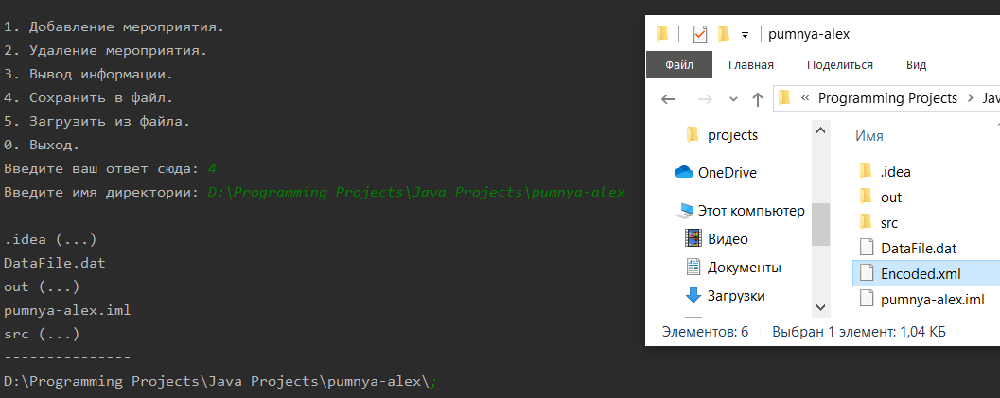 1. Добавление мероприятия.
2. Удаление мероприятия.
3. Вывод информации.
4. Сохранить в файл.
5. Загрузить из файла.
0. Выход.
Введите ваш ответ сюда: 4
Введите имя директории: D:\Programming Projects\Java Projects\pumnya-alex
---------------
.idea (...)
DataFile.dat
out (...)
pumnya-alex.iml
src (...)
---------------
D:\Programming Projects\Java Projects\pumnya-alex\;
pumnya-alex
Файл Главная Поделиться Вид
« Programming Projects > Jav
projects
OneDrive
Этот компьютер
Видео
Документы
Загрузки
Имя
.idea
out
src
DataFile.dat
Encoded.xml
pumnya-alex.iml
Элементов: 6 Выбран 1 элемент: 1,04 КБ